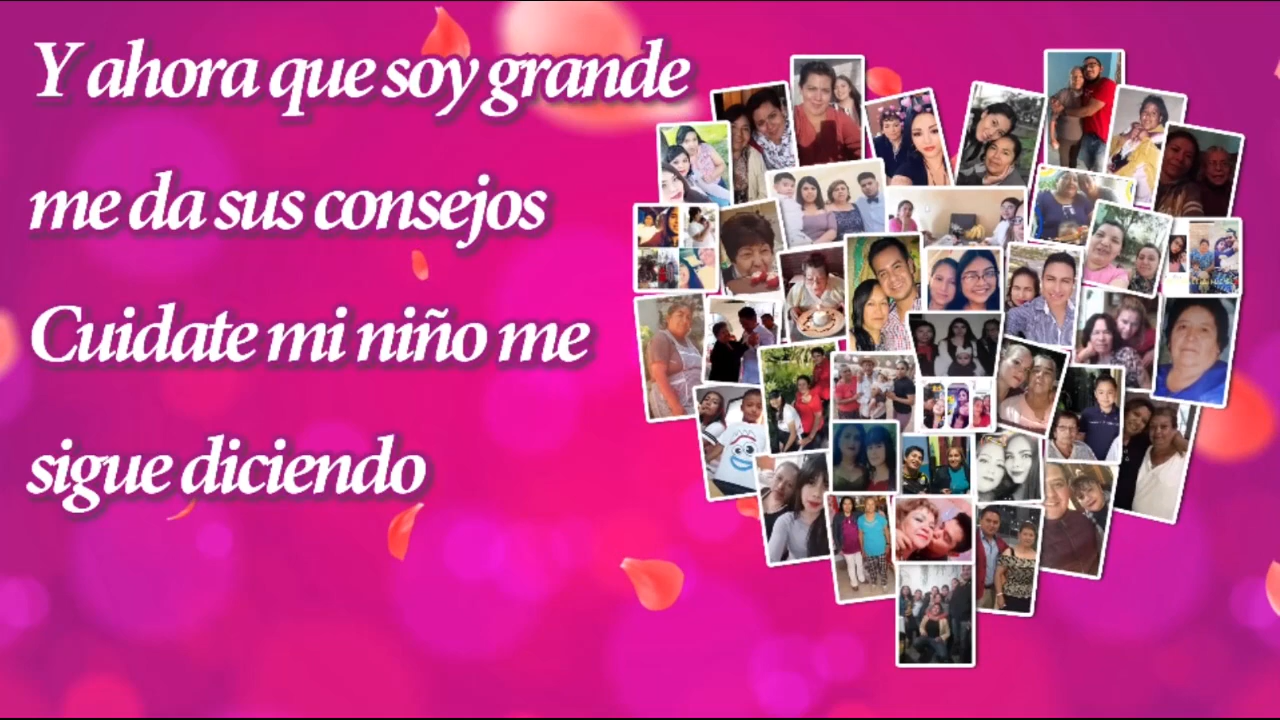 Y ahora que soy grande
me da sus consejos
Cuidate mi niño me
sigue diciendo